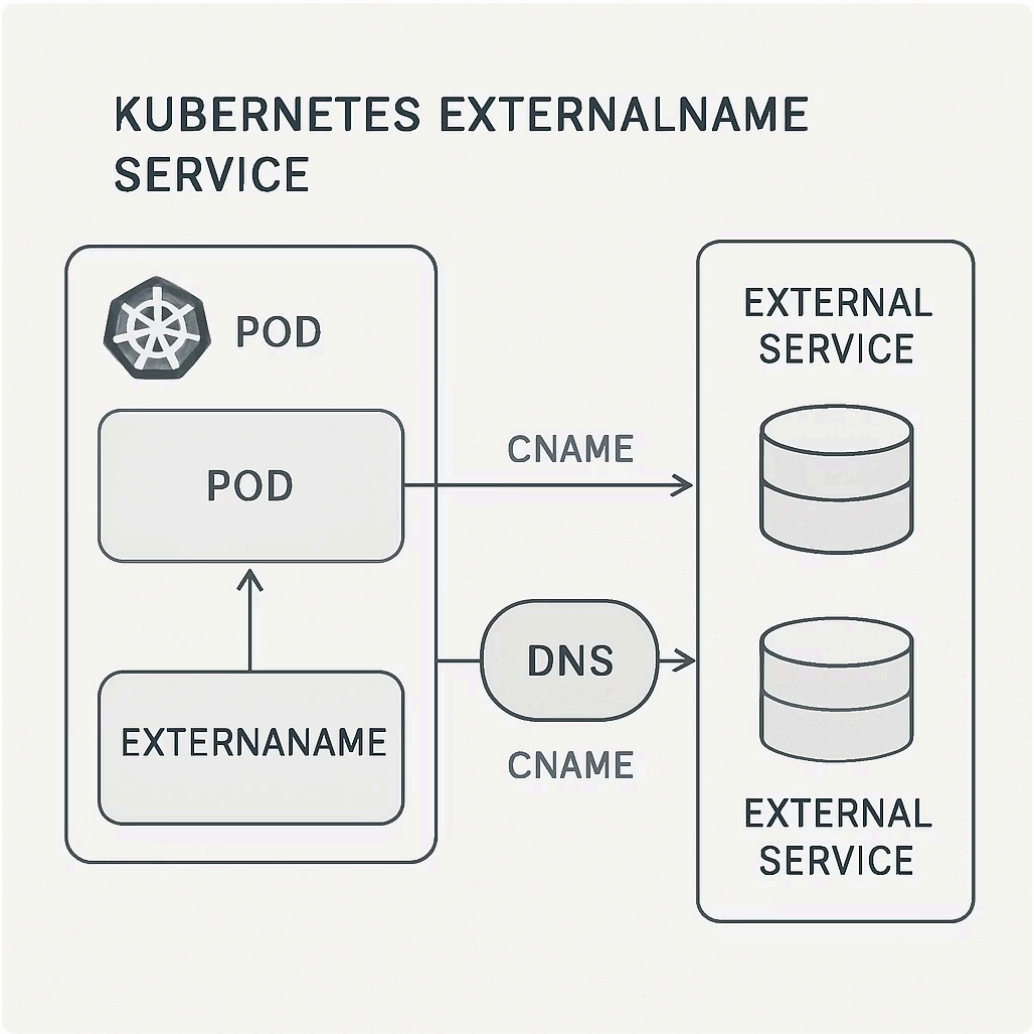 KUBERNETES EXTERNALNAME
SERVICE
POD
POD
EXTERNANAME
CNAME
DNS
CNAME
EXTERNAL
SERVICE
EXTERNAL
SERVICE